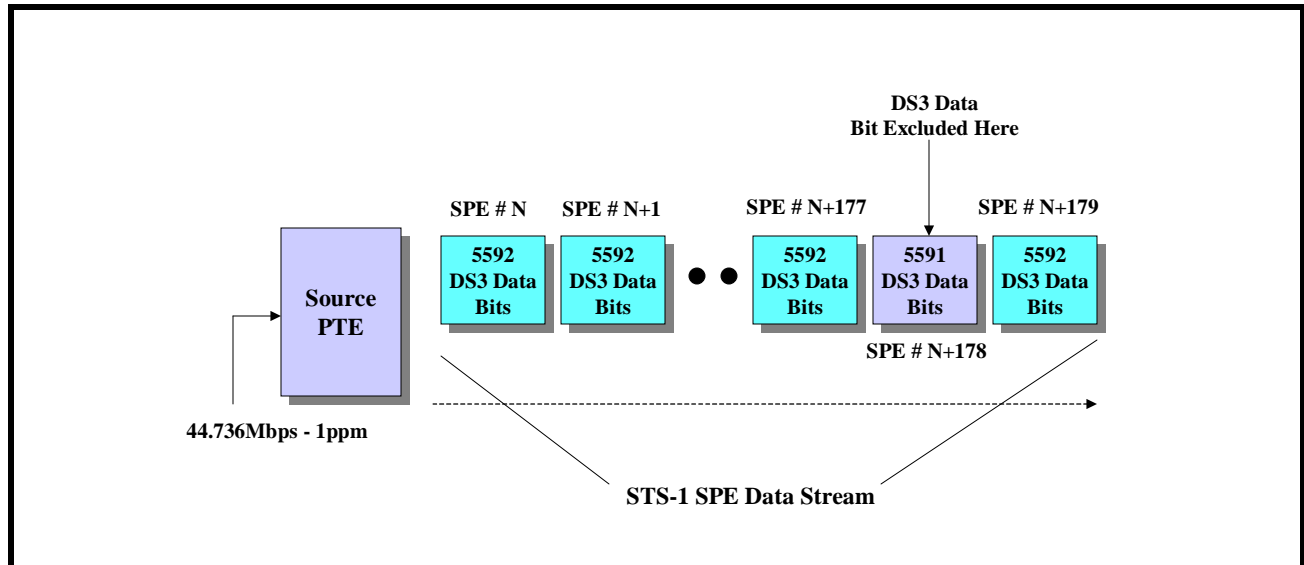 DS3 Data
Bit Excluded Here
SPE # N
SPE # N+1
SPE # N+177
SPE # N+179
5592
DS3 Data
Bits
5592
DS3 Data
Bits
5592
DS3 Data
Bits
5591
DS3 Data
Bits
5592
DS3 Data
Bits
Source
PTE
SPE # N+178
44.736Mbps - 1ppm
STS-1 SPE Data Stream